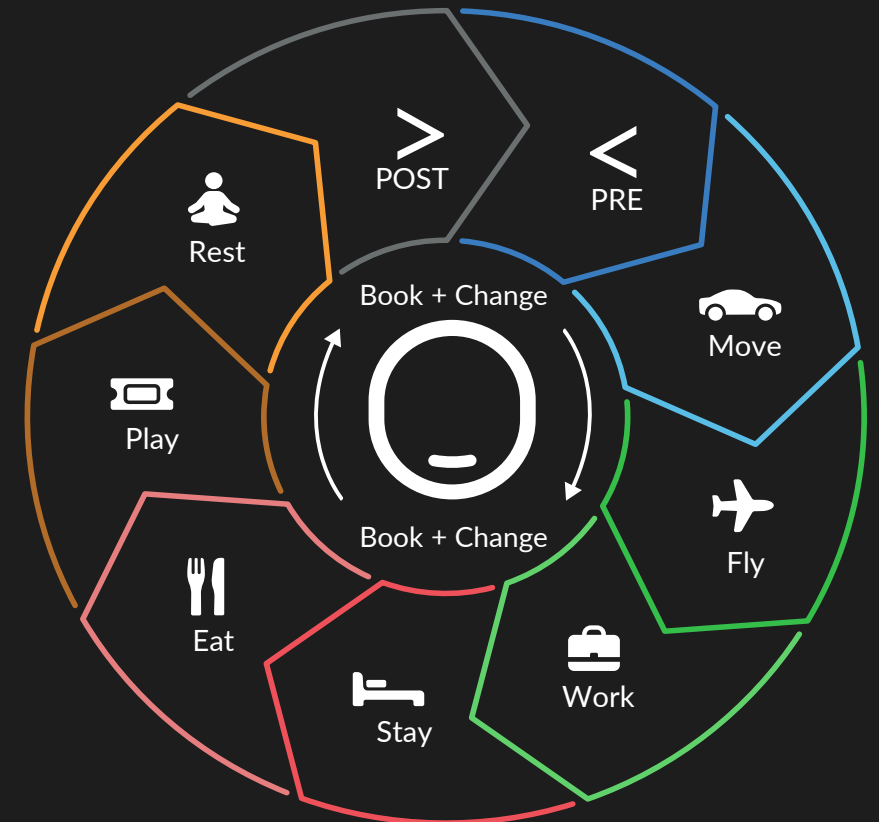 >
POST
<
PRE
Rest
Book + Change
Move
Play
Book + Change
Fly
Eat
Work
Stay